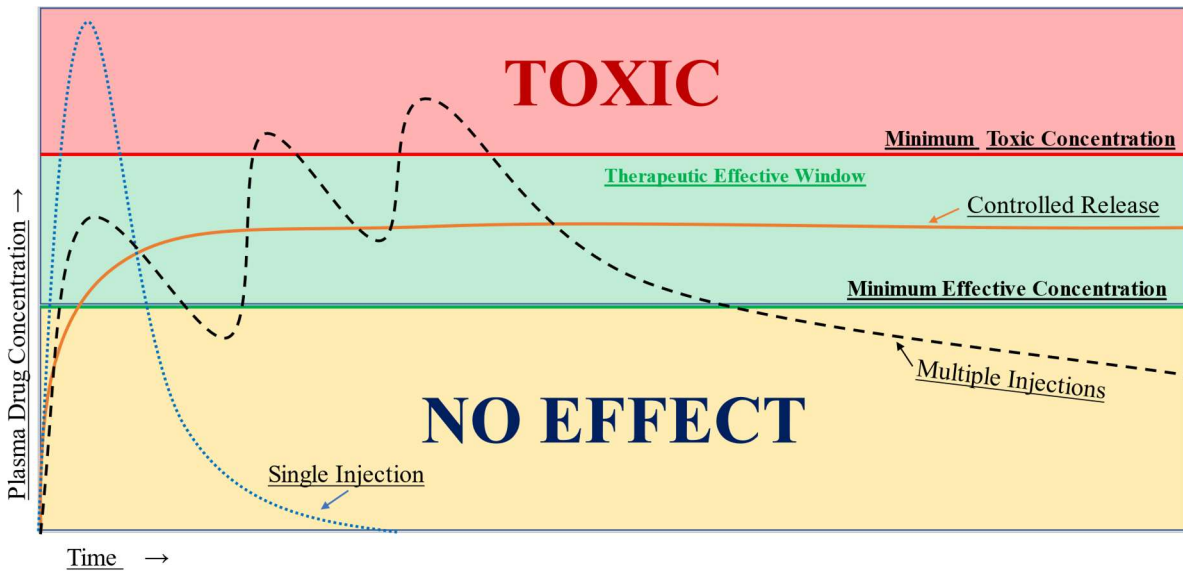 TOXIC
Minimum Toxic Concentration
Therapeutic Effective Window
Controlled Release
Minimum Effective Concentration
Multiple Injections
NO EFFECT
Single Injection
Plasma Drug Concentration →
Time →